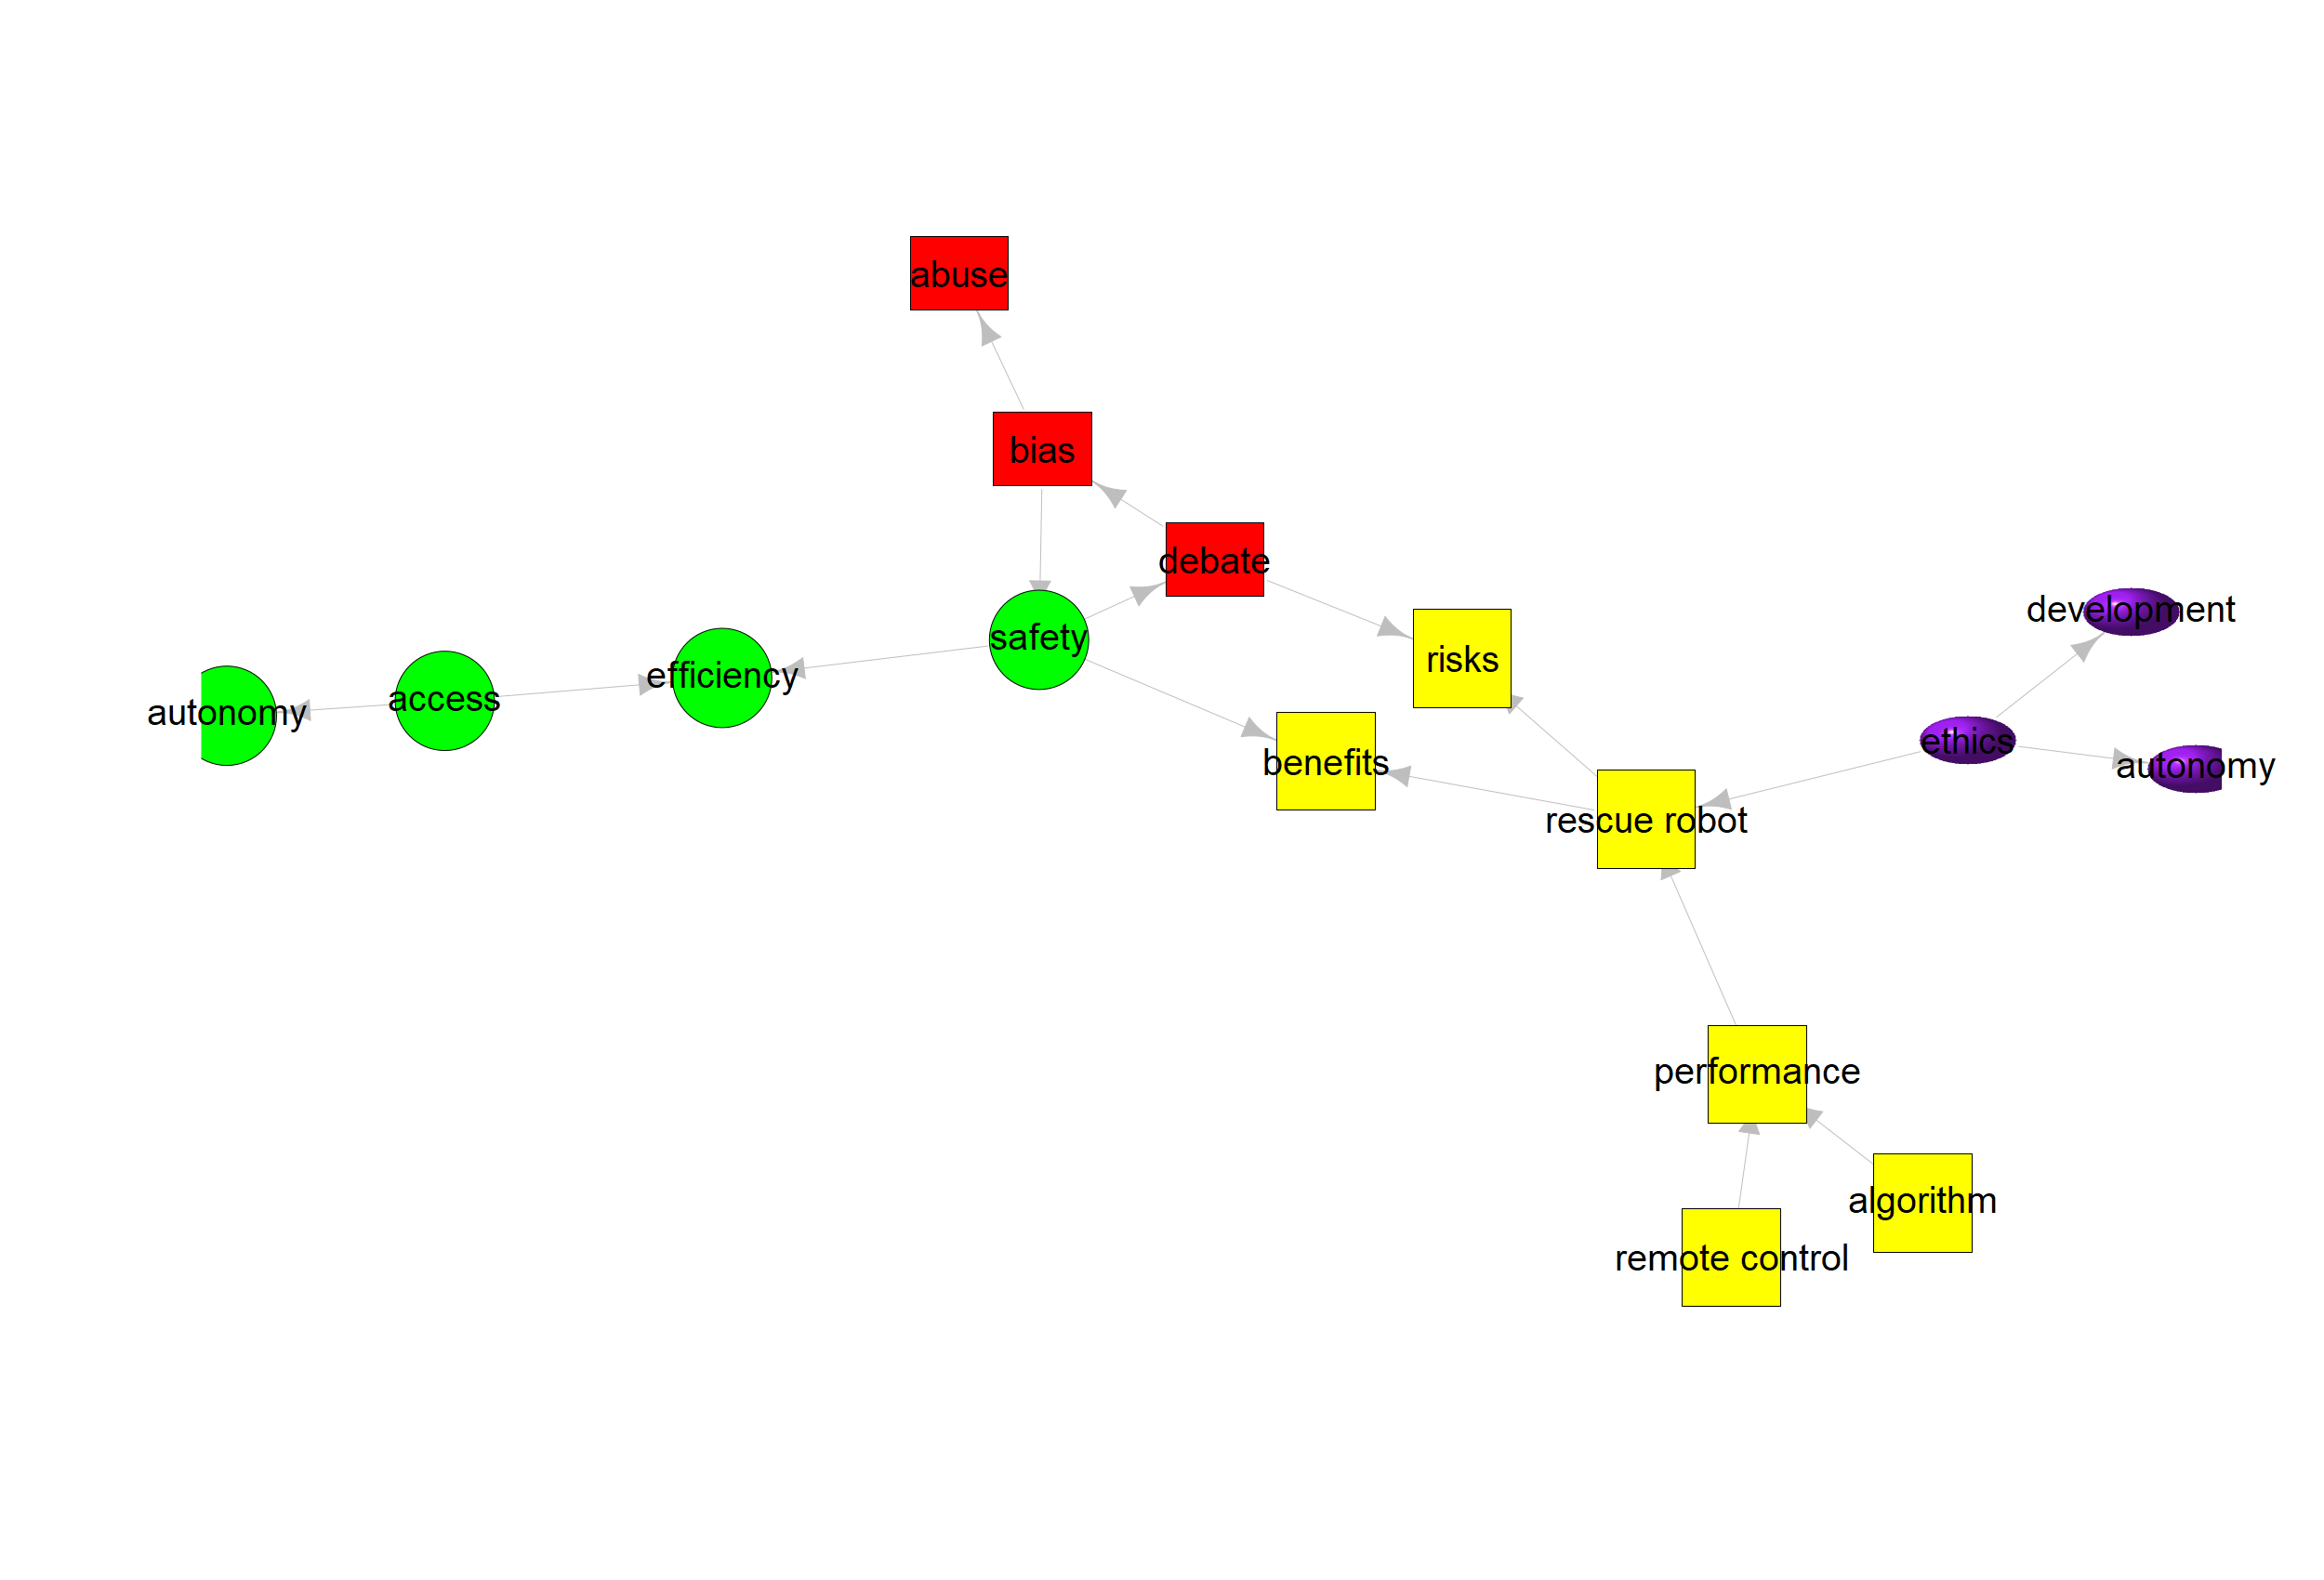 abuse
bias
debate
development
safety
risks
efficiency
access
autonomy
ethics
benefits
autonomy
rescue robot
performance
algorithm
remote control